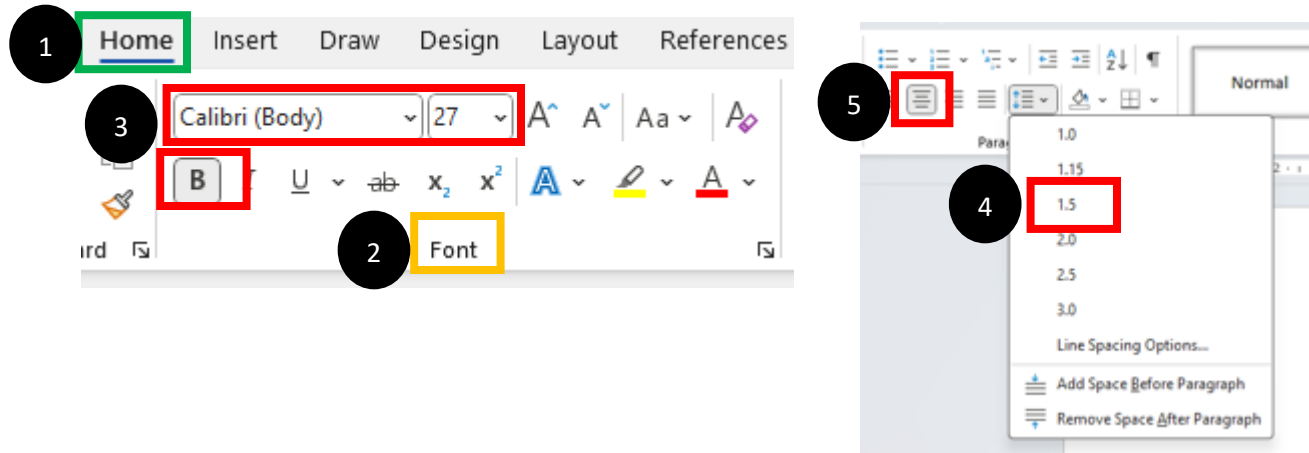 1 Home Insert Draw Design Layout References
3 Calibri (Body) 27 A A Aa A
B U ab x2 x2 A A
rd 2 Font
5 Normal
Para
1.0
1.15
4 1.5
2.0
2.5
3.0
Line Spacing Options...
Add Space Before Paragraph
Remove Space After Paragraph